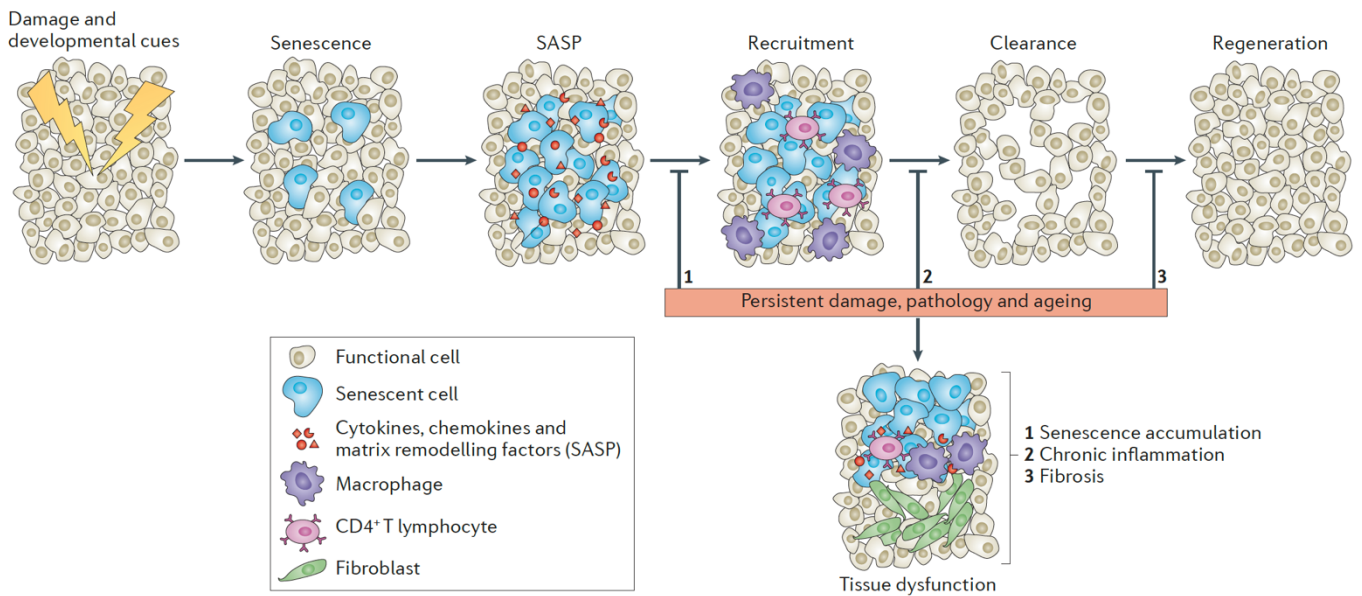 Damage and
developmental cues
Senescence
SASP
Recruitment
Clearance
Regeneration
1
2
3
Persistent damage, pathology and ageing
Functional cell
Senescent cell
Cytokines, chemokines and
matrix remodelling factors (SASP)
Macrophage
CD4⁺ T lymphocyte
Fibroblast
1 Senescence accumulation
2 Chronic inflammation
3 Fibrosis
Tissue dysfunction